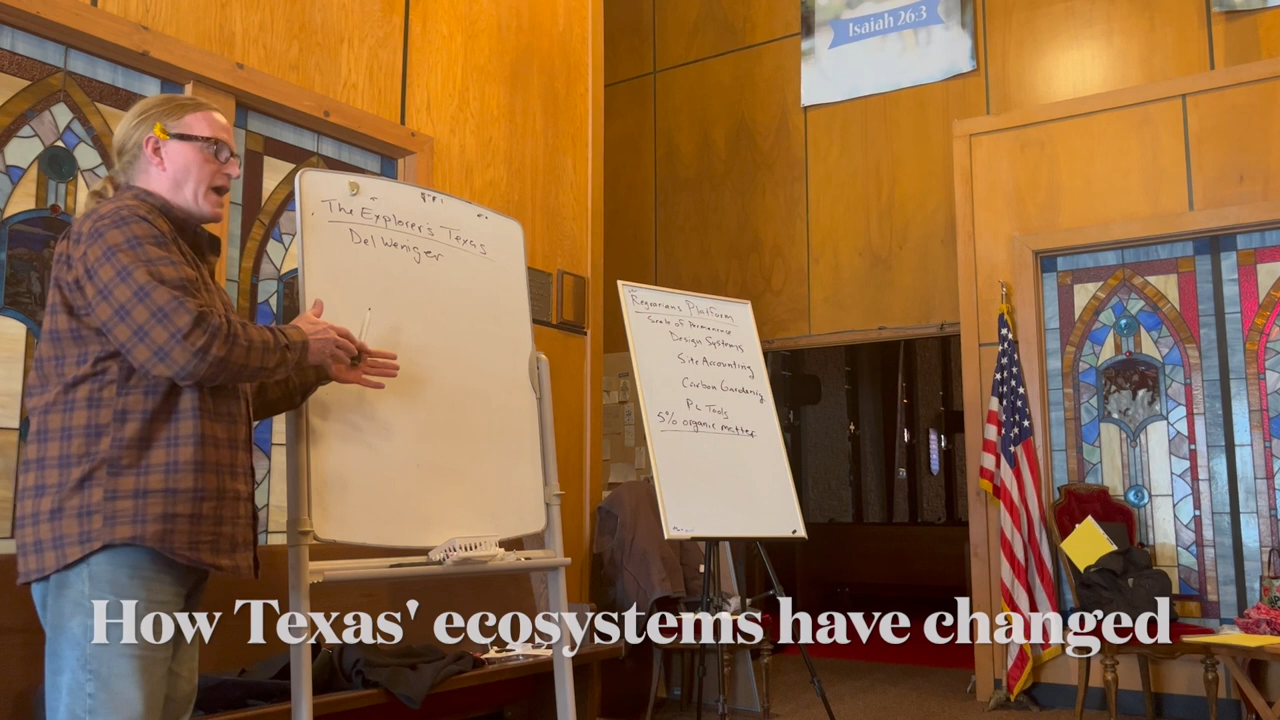 Isaiah 26:3
The Explorer's Texas
Del Weniger
Regrarians Platform
Scale of Permanence
Design Systems
Site Accounting
Carbon Gardening
PL Tools
5% organic matter
How Texas' ecosystems have changed